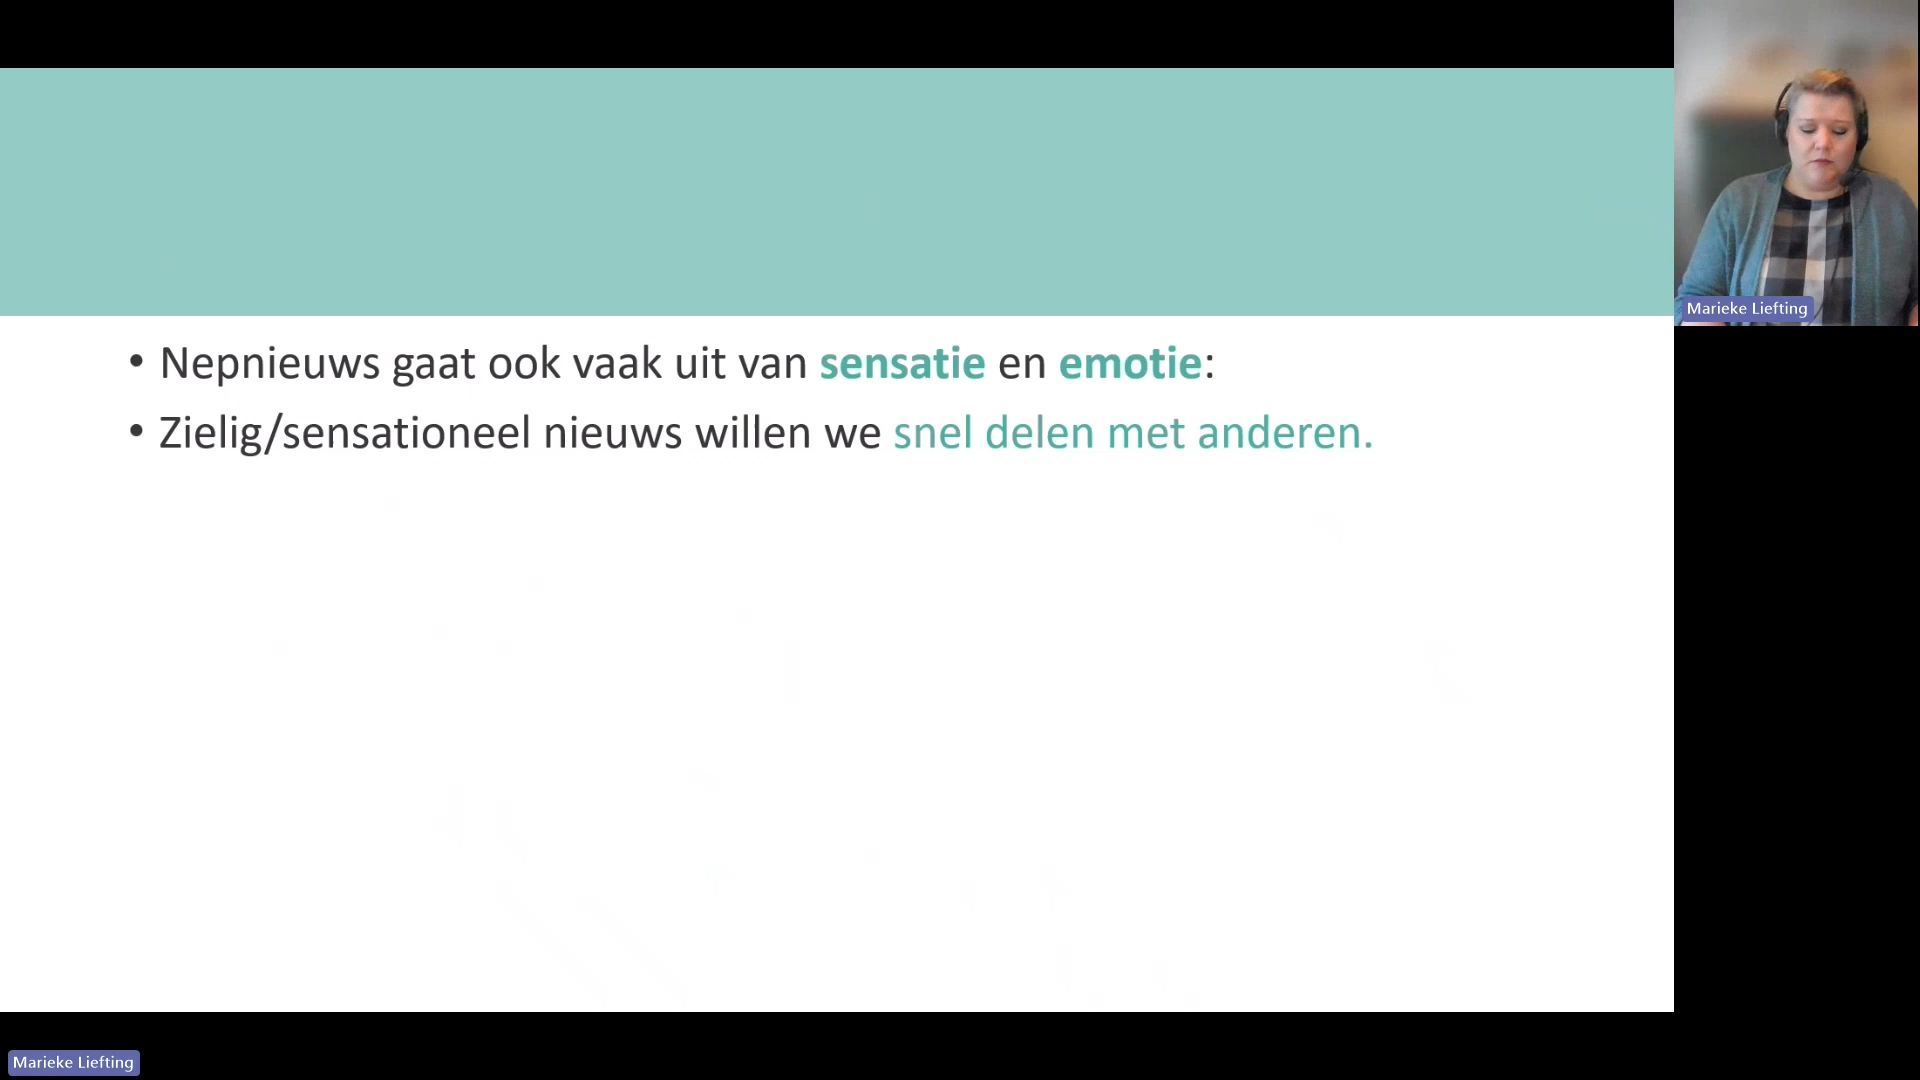 • Nepnieuws gaat ook vaak uit van sensatie en emotie:
• Zielig/sensationeel nieuws willen we snel delen met anderen.
Marieke Liefting
Marieke Liefting